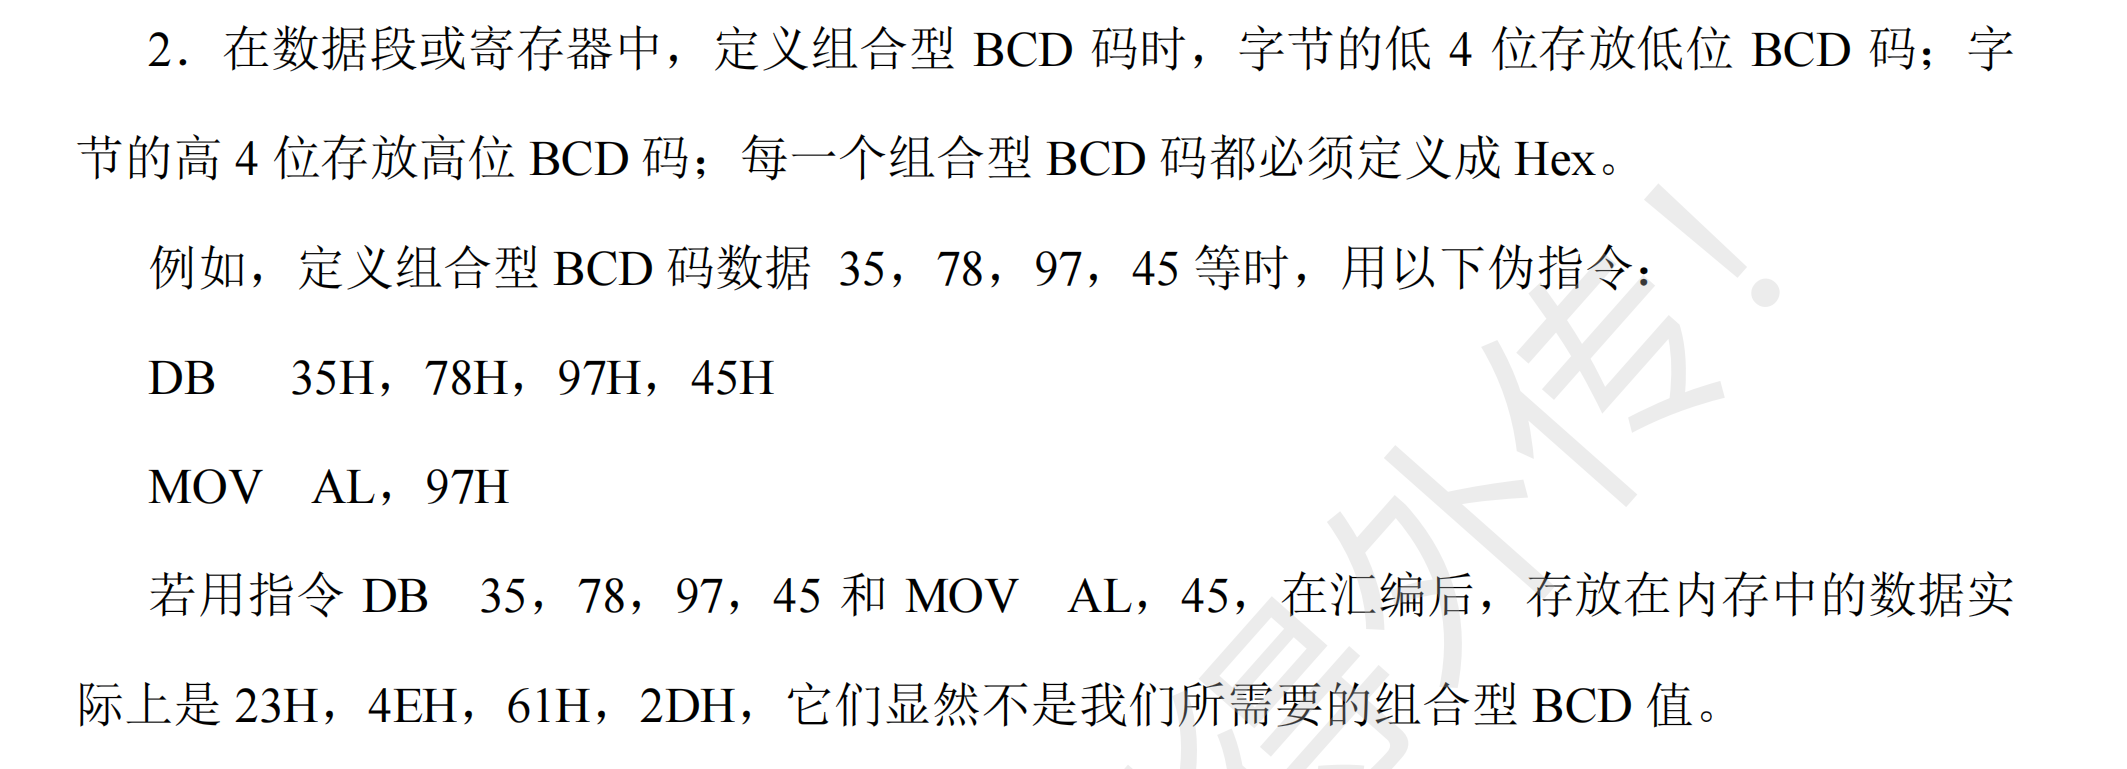 2．在数据段或寄存器中，定义组合型 BCD 码时，字节的低 4 位存放低位 BCD 码；字
节的高 4 位存放高位 BCD 码；每一个组合型 BCD 码都必须定义成 Hex。
例如，定义组合型 BCD 码数据 35，78，97，45 等时，用以下伪指令：
DB 35H，78H，97H，45H
MOV AL，97H
若用指令 DB 35，78，97，45 和 MOV AL，45，在汇编后，存放在内存中的数据实
际上是 23H，4EH，61H，2DH，它们显然不是我们所需要的组合型 BCD 值。
得外传！